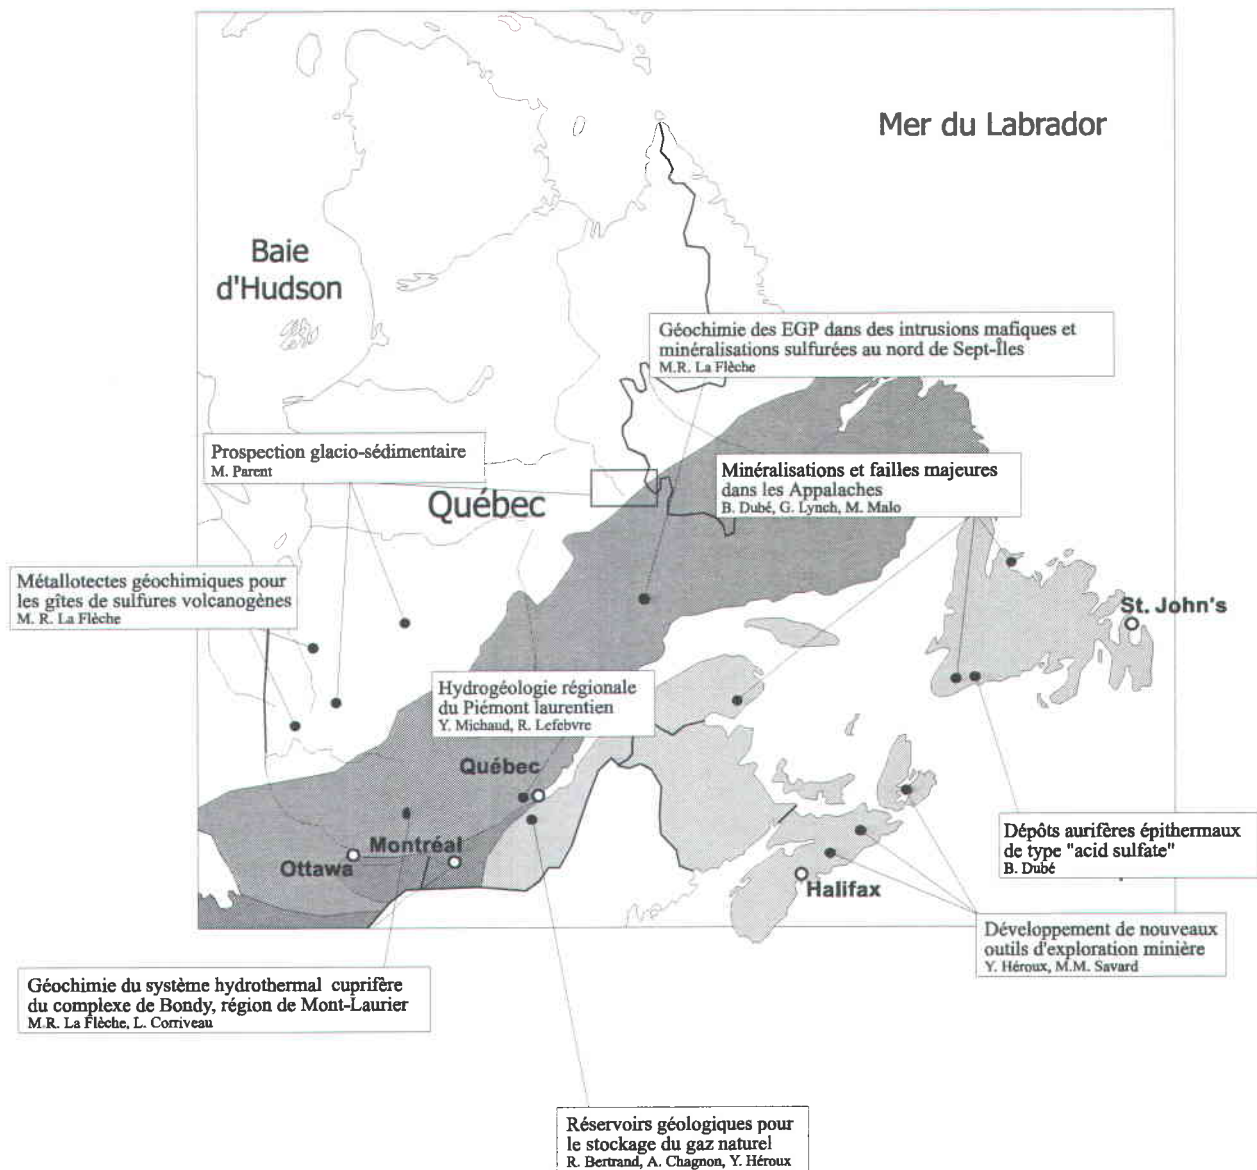 Mer du Labrador
Baie
d'Hudson
Géochimie des EGP dans des intrusions mafiques et
minéralisations sulfurées au nord de Sept-Îles
M.R. La Flèche
Prospection glacio-sédimentaire
M. Parent
Québec
Minéralisations et failles majeures
dans les Appalaches
B. Dubé, G. Lynch, M. Malo
Métallotectes géochimiques pour
les gîtes de sulfures volcanogènes
M. R. La Flèche
St. John's
Hydrogéologie régionale
du Piémont laurentien
Y. Michaud, R. Lefebvre
Québec
Montréal
Ottawa
Halifax
Dépôts aurifères épithermaux
de type "acid sulfate"
B. Dubé
Développement de nouveaux
outils d'exploration minière
Y. Héroux, M.M. Savard
Géochimie du système hydrothermal cuprifère
du complexe de Bondy, région de Mont-Laurier
M.R. La Flèche, L. Corriveau
Réservoirs géologiques pour
le stockage du gaz naturel
R. Bertrand, A. Chagnon, Y. Héroux